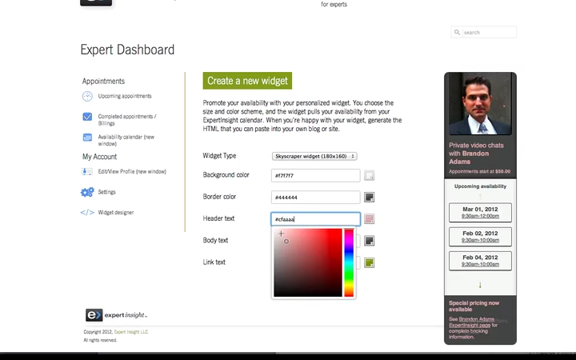 for experts
search
Expert Dashboard
Appointments
Upcoming appointments
Completed appointments /
Billings
Availability calendar (new
window)
My Account
Edit/View Profile (new window)
Settings
Widget designer
Create a new widget
Promote your availability with your personalized widget. You choose the
size and color scheme, and the widget pulls your availability from your
ExpertInsight calendar. When you're happy with your widget, generate the
HTML that you can paste into your own blog or site.
Widget Type
Skyscraper widget (180x160)
Background color
#f7f7f7
Border color
#444444
Header text
#cfaaaa
Body text
Link text
Private video chats
with Brandon
Adams
Appointments start at $00.00
Upcoming availability
Mar 01, 2012
9:30am-12:00pm
Feb 02, 2012
9:30am-10:00am
Feb 04, 2012
9:30am-10:00am
Special pricing now
available
See Brandon Adams
ExpertInsight page for
complete booking
information.
expertinsight
Copyright 2012, Expert Insight LLC
All rights reserved.